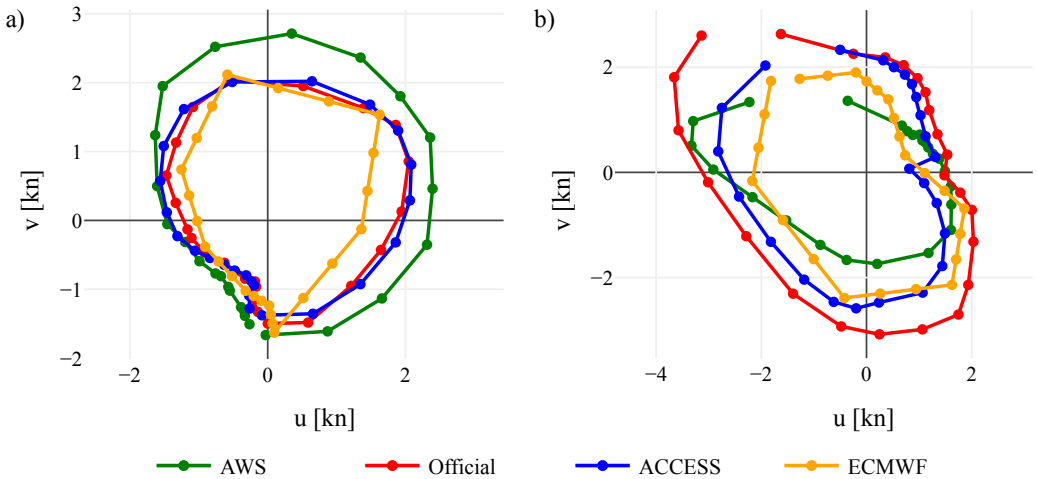 a)
3
2
1
0
−1
−2
v [kn]
−2
0
2
u [kn]
b)
2
0
−2
v [kn]
−4
−2
0
2
u [kn]
AWS
Official
ACCESS
ECMWF